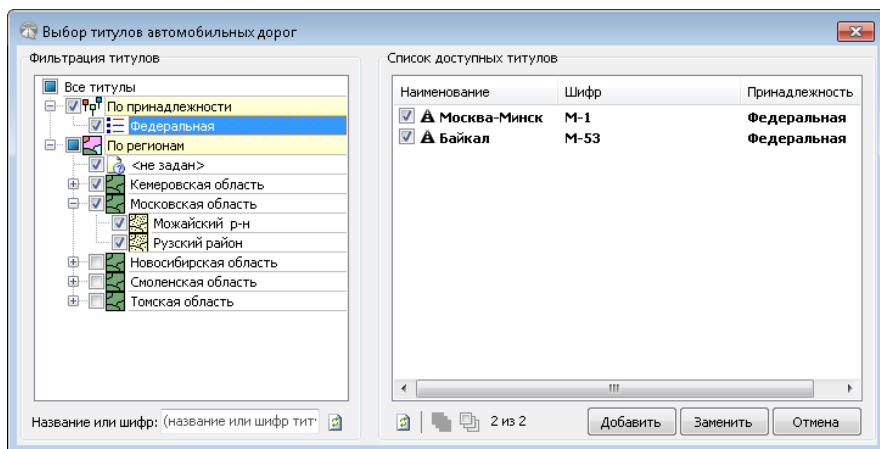 Выбор титулов автомобильных дорог
Фильтрация титулов
Все титулы
По принадлежности
Федеральная
По регионам
<не задан>
Кемеровская область
Московская область
Можайский р-н
Рузский район
Новосибирская область
Смоленская область
Томская область
Название или шифр: (название или шифр тит
Список доступных титулов
Наименование Шифр Принадлежность
Москва-Минск М-1 Федеральная
Байкал М-53 Федеральная
2 из 2 Добавить Заменить Отмена